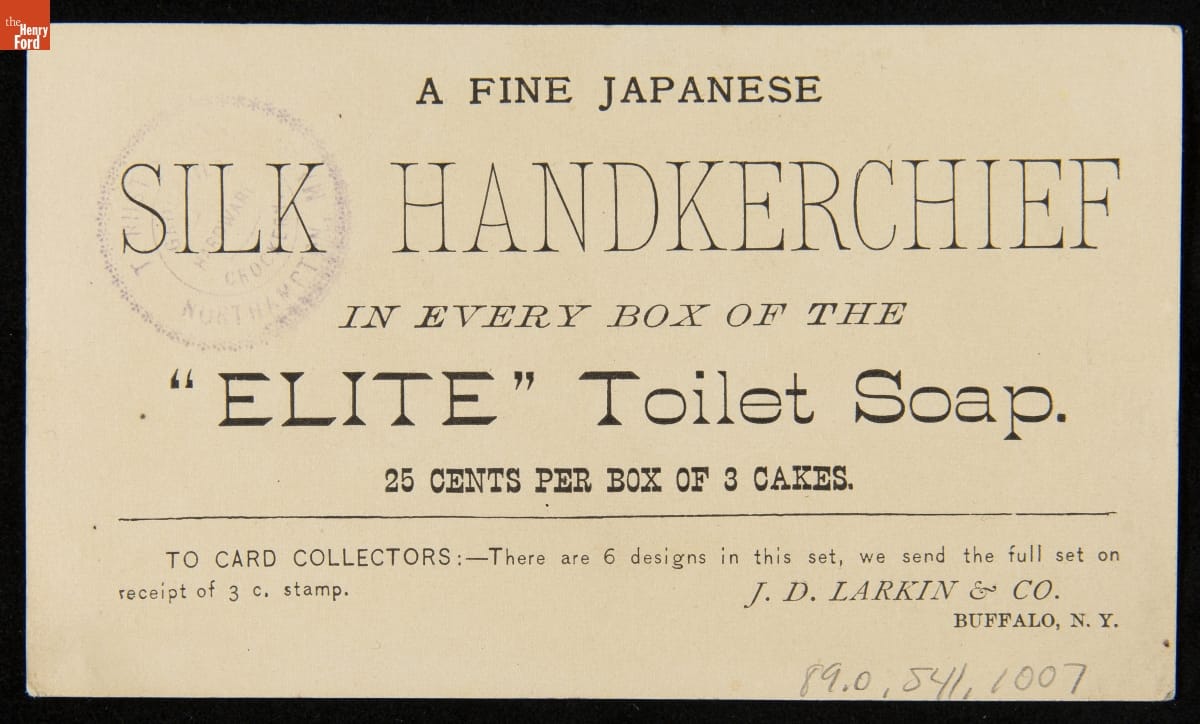 the
Henry
Ford
A FINE JAPANESE
SILK HANDKERCHIEF
IN EVERY BOX OF THE
"ELITE" Toilet Soap.
25 CENTS PER BOX OF 3 CAKES.
TO CARD COLLECTORS:—There are 6 designs in this set, we send the full set on
receipt of 3 c. stamp.
J. D. LARKIN & CO.
BUFFALO, N. Y.
89.0.541.1007